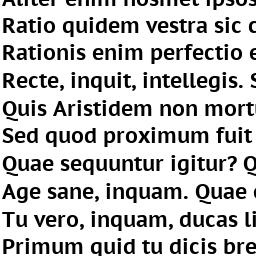 Aliter enim nosmet ipsos
Ratio quidem vestra sic
Rationis enim perfectio
Recte, inquit, intellegis.
Quis Aristidem non mort
Sed quod proximum fuit
Quae sequuntur igitur?
Age sane, inquam. Quae
Tu vero, inquam, ducas li
Primum quid tu dicis bre